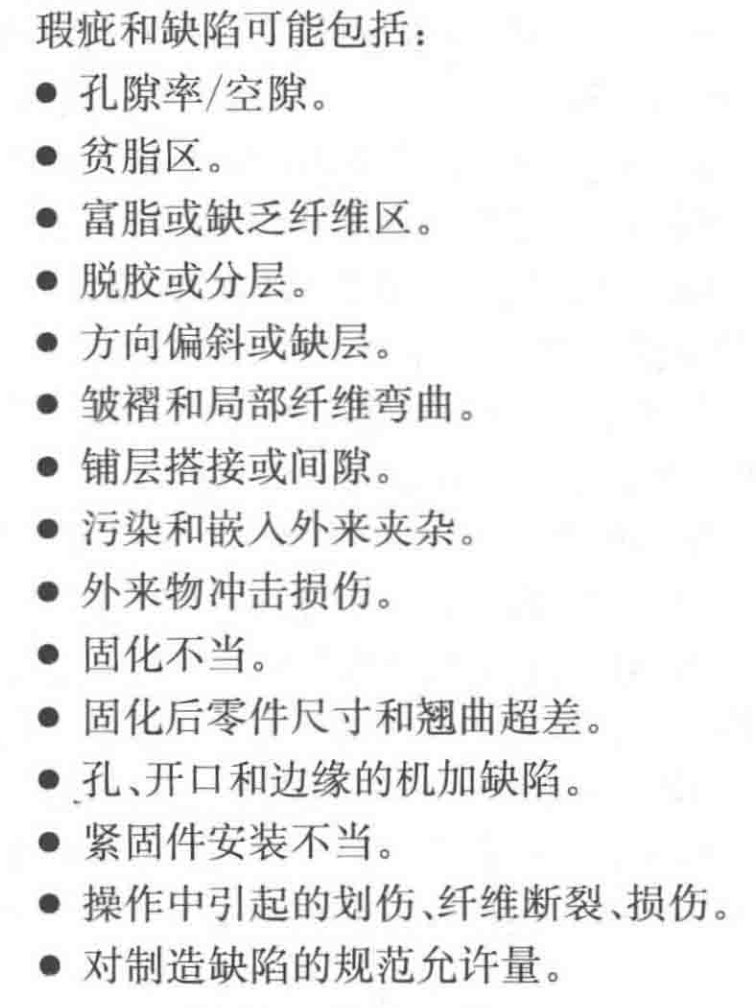 瑕疵和缺陷可能包括：
● 孔隙率/空隙。
● 贫脂区。
● 富脂或缺乏纤维区。
● 脱胶或分层。
● 方向偏斜或缺层。
● 皱褶和局部纤维弯曲。
● 铺层搭接或间隙。
● 污染和嵌入外来夹杂。
● 外来物冲击损伤。
● 固化不当。
● 固化后零件尺寸和翘曲超差。
● 孔、开口和边缘的机加缺陷。
● 紧固件安装不当。
● 操作中引起的划伤、纤维断裂、损伤。
● 对制造缺陷的规范允许量。